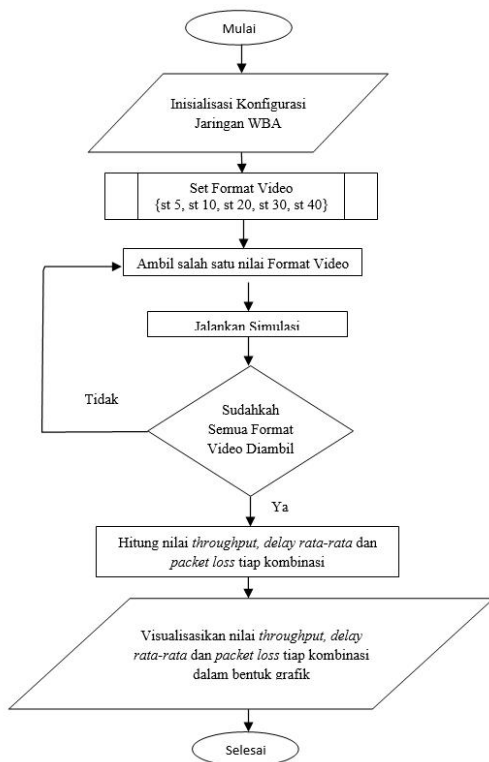 Mulai
Inisialisasi Konfigurasi
Jaringan WBA
Set Format Video
{st 5, st 10, st 20, st 30, st 40}
Ambil salah satu nilai Format Video
Jalankan Simulasi
Tidak
Sudahkah
Semua Format
Video Diambil
Ya
Hitung nilai throughput, delay rata-rata dan
packet loss tiap kombinasi
Visualisasikan nilai throughput, delay
rata-rata dan packet loss tiap kombinasi
dalam bentuk grafik
Selesai